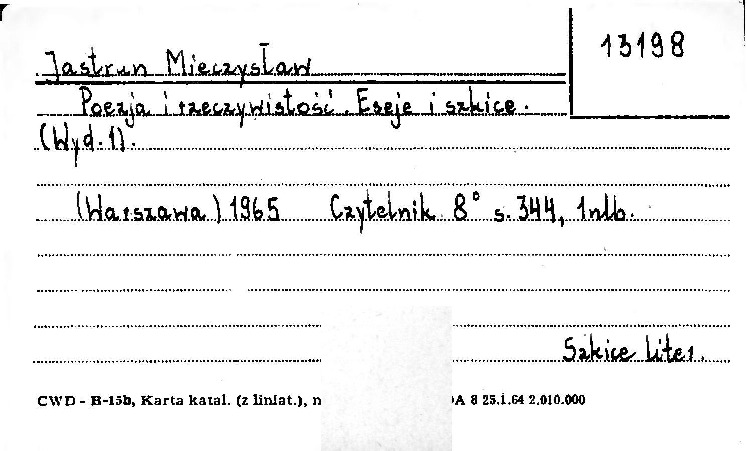 13198
Jastrun Mieczysław
Poezja i rzeczywistość. Eseje i szkice.
(Wyd. 1).
(Warszawa) 1965 Czytelnik 8° s. 344, 1nlb.
Szkice liter.
CWD - B-15b, Karta katal. (z liniat.), n
DA 8 25.1.64 2.010.000